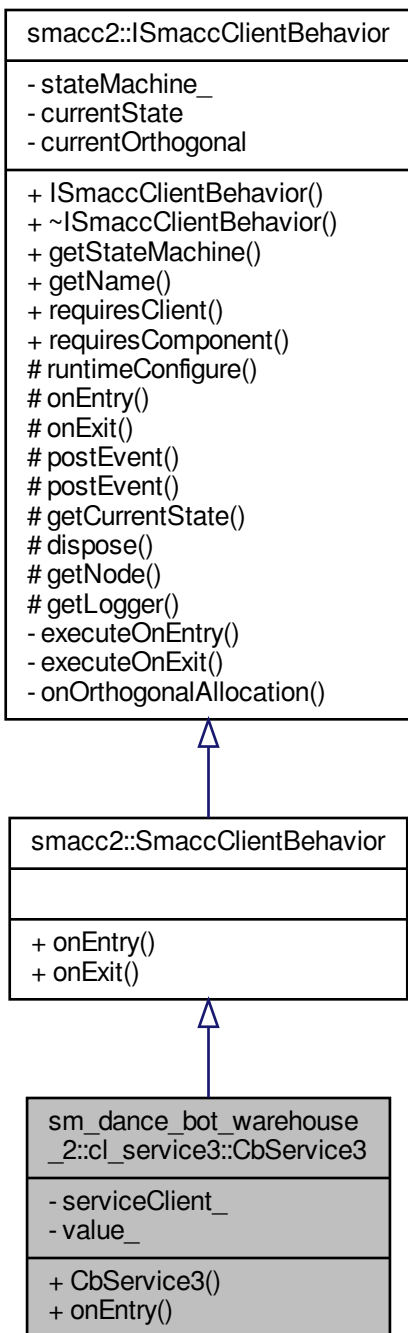 smacc2::ISmaccClientBehavior
- stateMachine_
- currentState
- currentOrthogonal
+ ISmaccClientBehavior()
+ ~ISmaccClientBehavior()
+ getStateMachine()
+ getName()
+ requiresClient()
+ requiresComponent()
# runtimeConfigure()
# onEntry()
# onExit()
# postEvent()
# postEvent()
# getCurrentState()
# dispose()
# getNode()
# getLogger()
- executeOnEntry()
- executeOnExit()
- onOrthogonalAllocation()
smacc2::SmaccClientBehavior
+ onEntry()
+ onExit()
sm_dance_bot_warehouse
_2::cl_service3::CbService3
- serviceClient_
- value_
+ CbService3()
+ onEntry()